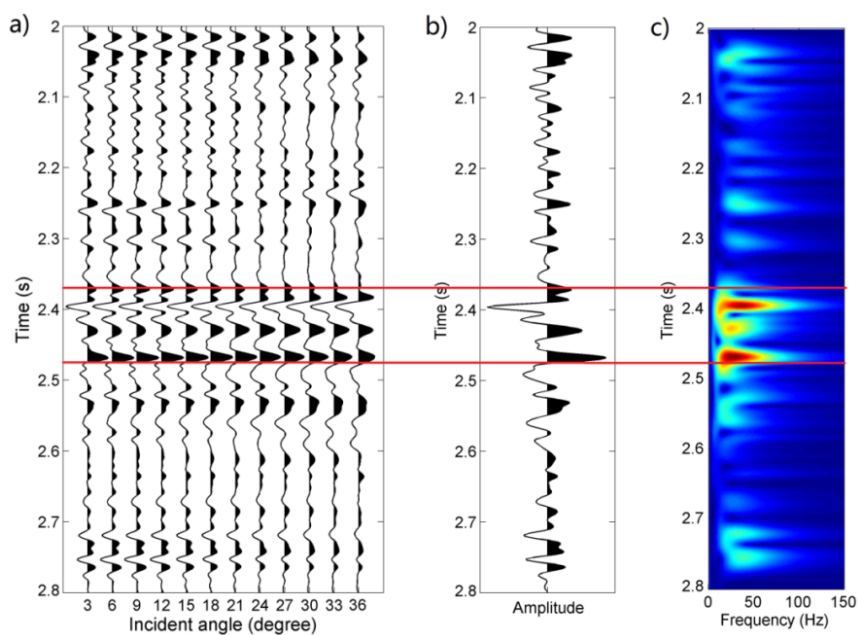 a)
b)
c)
2
2.1
2.2
2.3
2.4
2.5
2.6
2.7
2.8
Time (s)
3 6 9 12 15 18 21 24 27 30 33 36
Incident angle (degree)
2
2.1
2.2
2.3
2.4
2.5
2.6
2.7
2.8
Time (s)
Amplitude
2
2.1
2.2
2.3
2.4
2.5
2.6
2.7
2.8
Time (s)
0 50 100 150
Frequency (Hz)